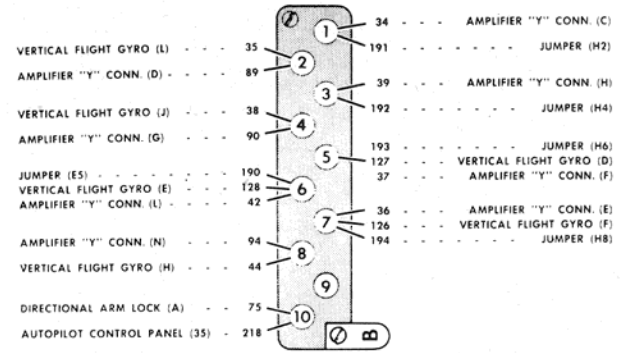 34 - - - AMPLIFIER "Y" CONN. (C)
1
191 - - - - - - JUMPER (H2)
VERTICAL FLIGHT GYRO (L) - - - 35
2
AMPLIFIER "Y" CONN. (D) - - - - 89
39 - - - AMPLIFIER "Y" CONN. (H)
3
192 - - - - - - JUMPER (H4)
VERTICAL FLIGHT GYRO (J) - - - 38
4
AMPLIFIER "Y" CONN. (G) - - - 90
193 - - - - - - JUMPER (H6)
5
127 - - - VERTICAL FLIGHT GYRO (D)
37 - - - AMPLIFIER "Y" CONN. (F)
JUMPER (E5) - - - - - - - 190
VERTICAL FLIGHT GYRO (E) - - - 128
6
AMPLIFIER "Y" CONN. (L) - - - 42
36 - - - AMPLIFIER "Y" CONN. (E)
7
126 - - - VERTICAL FLIGHT GYRO (F)
194 - - - - - - JUMPER (H8)
AMPLIFIER "Y" CONN. (N) - - - 94
8
VERTICAL FLIGHT GYRO (H) - - - 44
9
DIRECTIONAL ARM LOCK (A) - - 75
10
AUTOPILOT CONTROL PANEL (35) - 218
B